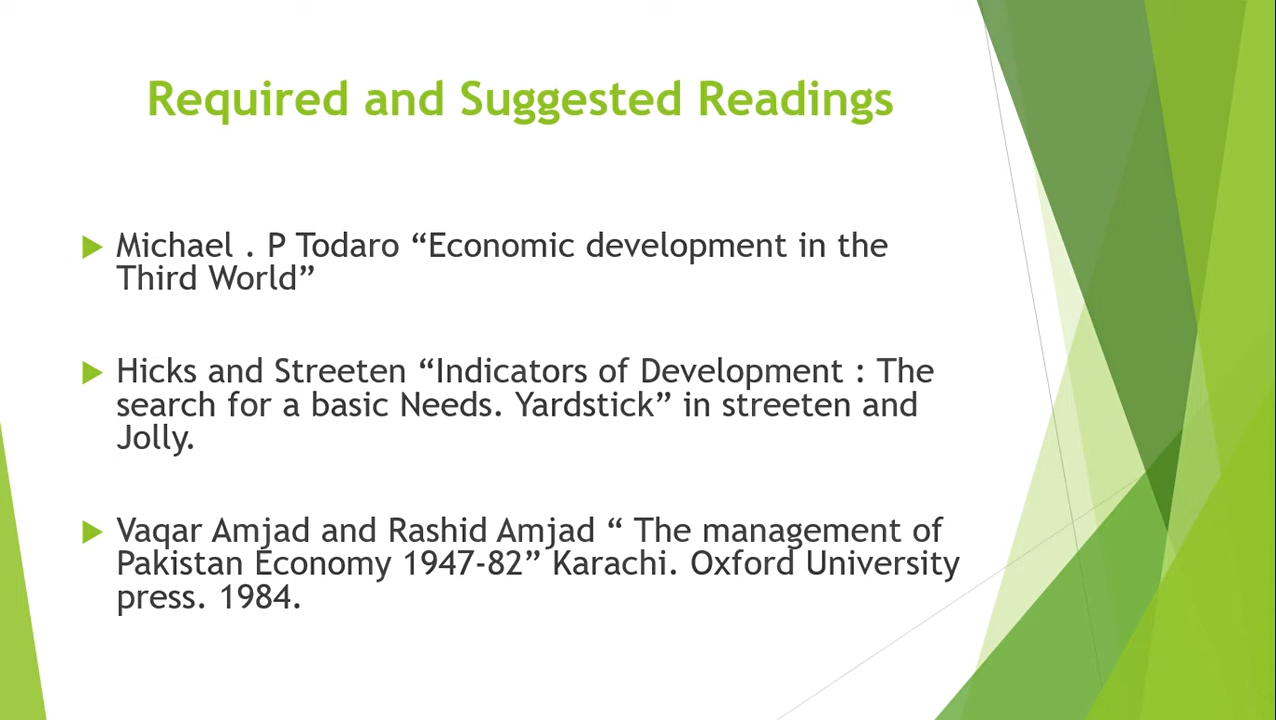 Required and Suggested Readings
Michael . P Todaro “Economic development in the
Third World”
Hicks and Streeten “Indicators of Development : The
search for a basic Needs. Yardstick” in streeten and
Jolly.
Vaqar Amjad and Rashid Amjad “ The management of
Pakistan Economy 1947-82” Karachi. Oxford University
press. 1984.